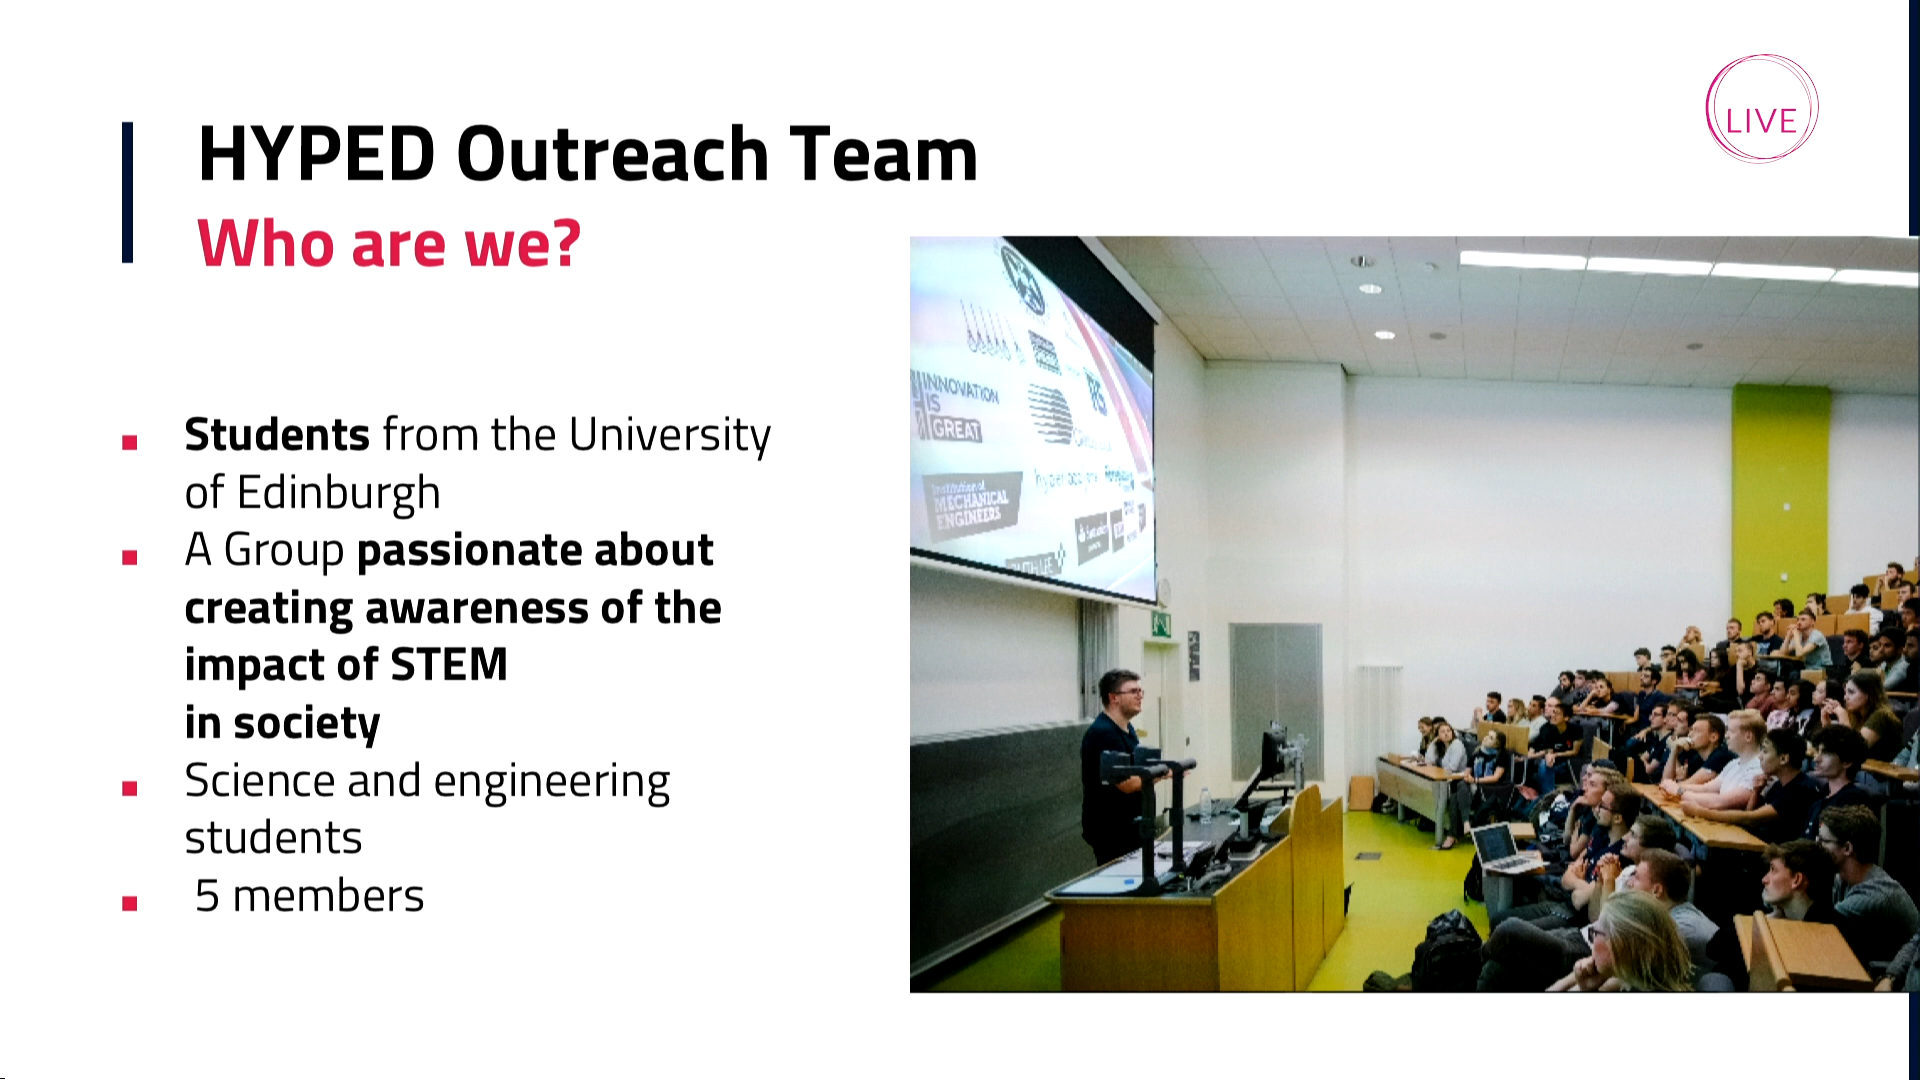 LIVE
HYPED Outreach Team
Who are we?
Students from the University
of Edinburgh
A Group passionate about
creating awareness of the
impact of STEM
in society
Science and engineering
students
5 members
INNOVATION
IS
GREAT
Institution of
MECHANICAL
ENGINEERS